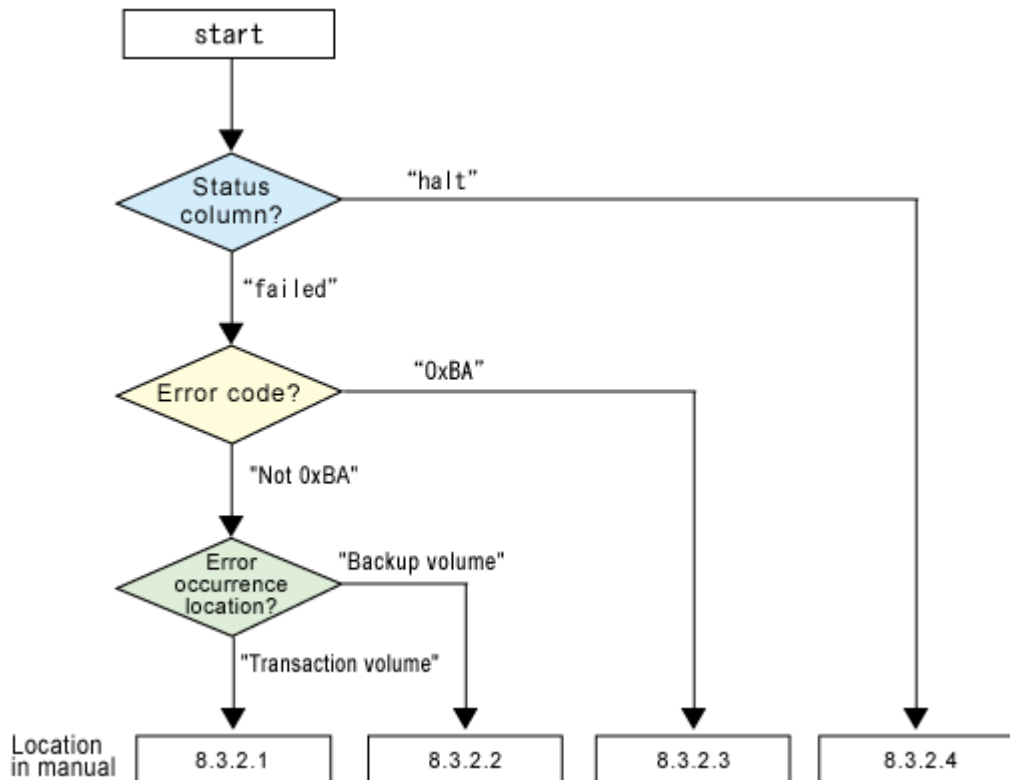 start
Status
column?
“halt”
“failed”
Error code?
“0xBA”
"Not 0xBA"
Error
occurrence
location?
"Backup volume"
"Transaction volume"
Location
in manual
8.3.2.1
8.3.2.2
8.3.2.3
8.3.2.4